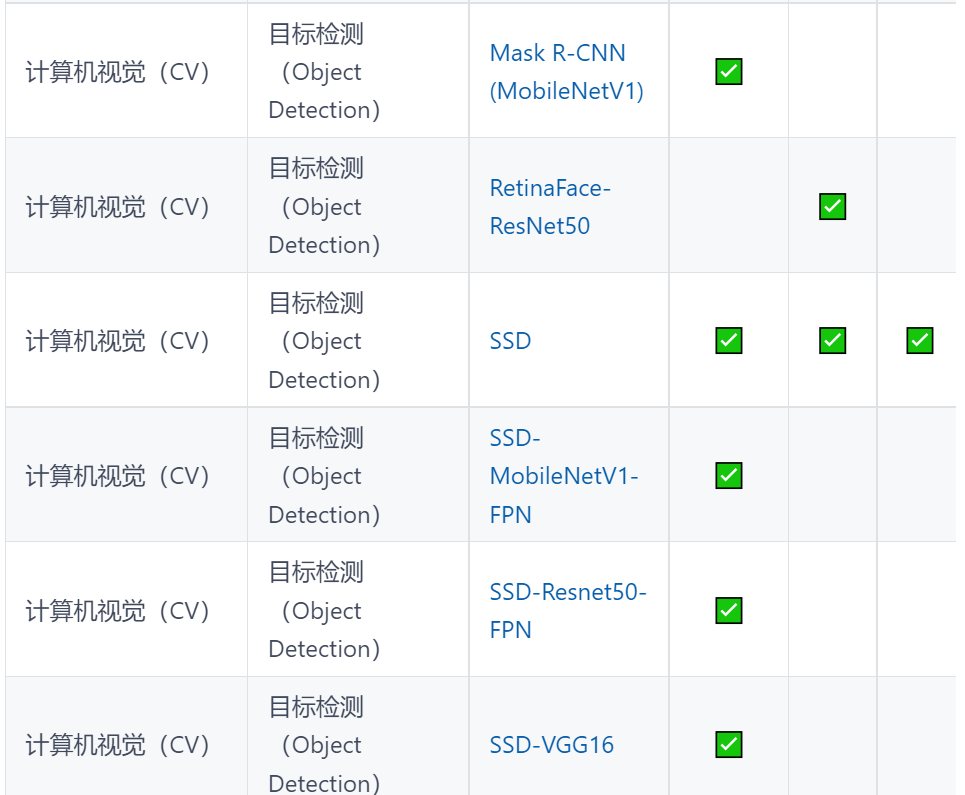 计算机视觉（CV）
目标检测
（Object
Detection）
Mask R-CNN
(MobileNetV1)
✅
计算机视觉（CV）
目标检测
（Object
Detection）
RetinaFace-
ResNet50
✅
计算机视觉（CV）
目标检测
（Object
Detection）
SSD
✅ ✅ ✅
计算机视觉（CV）
目标检测
（Object
Detection）
SSD-
MobileNetV1-
FPN
✅
计算机视觉（CV）
目标检测
（Object
Detection）
SSD-Resnet50-
FPN
✅
计算机视觉（CV）
目标检测
（Object
Detection）
SSD-VGG16
✅